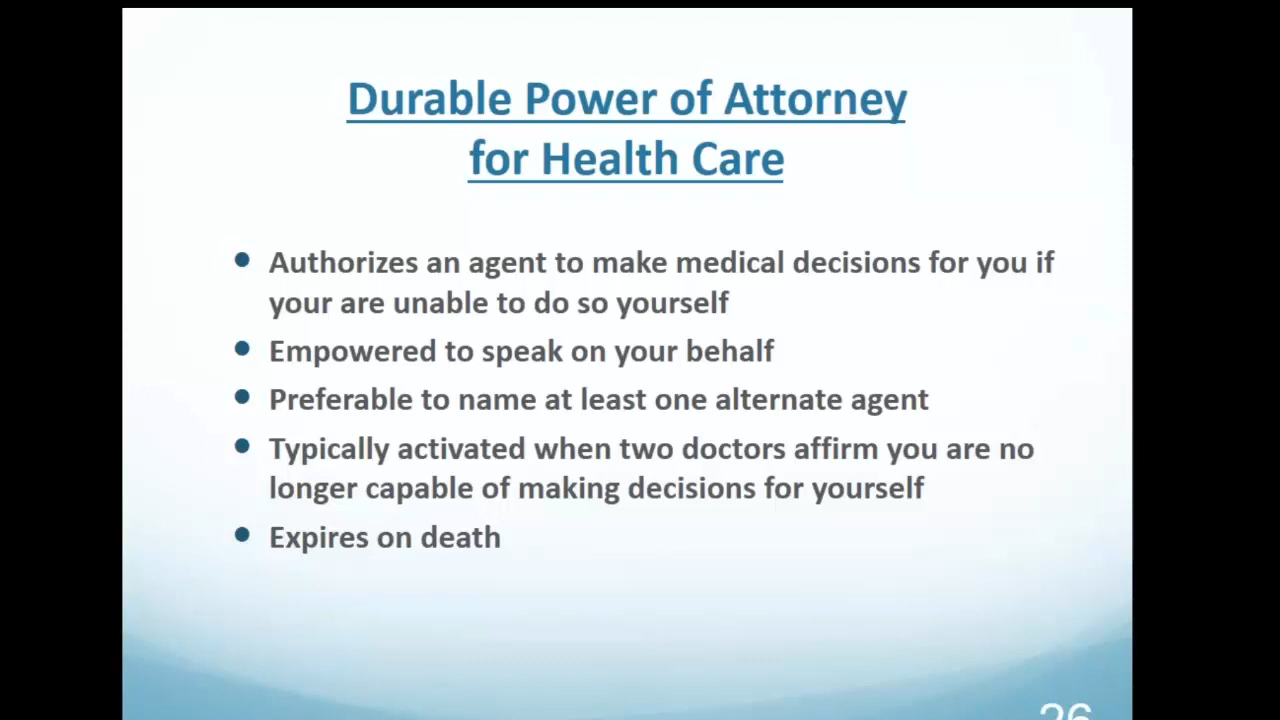 Durable Power of Attorney
for Health Care
• Authorizes an agent to make medical decisions for you if
your are unable to do so yourself
• Empowered to speak on your behalf
• Preferable to name at least one alternate agent
• Typically activated when two doctors affirm you are no
longer capable of making decisions for yourself
• Expires on death
26